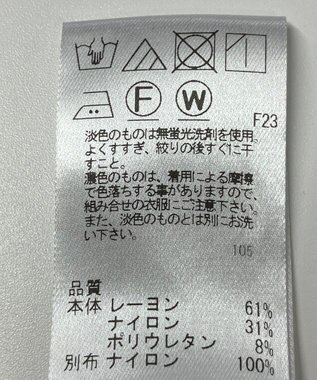 F W
F23
淡色のものは無蛍光洗剤を使用。
よくすすぎ、絞りの後すぐに干
すこと。
濃色のものは、着用による摩擦
で色落ちする事がありますので、
組み合せの衣服にご注意下さい。
また、淡色のものとは別にお洗
い下さい。
105
品質
本体 レーヨン 61%
ナイロン 31%
ポリウレタン 8%
別布 ナイロン 100%